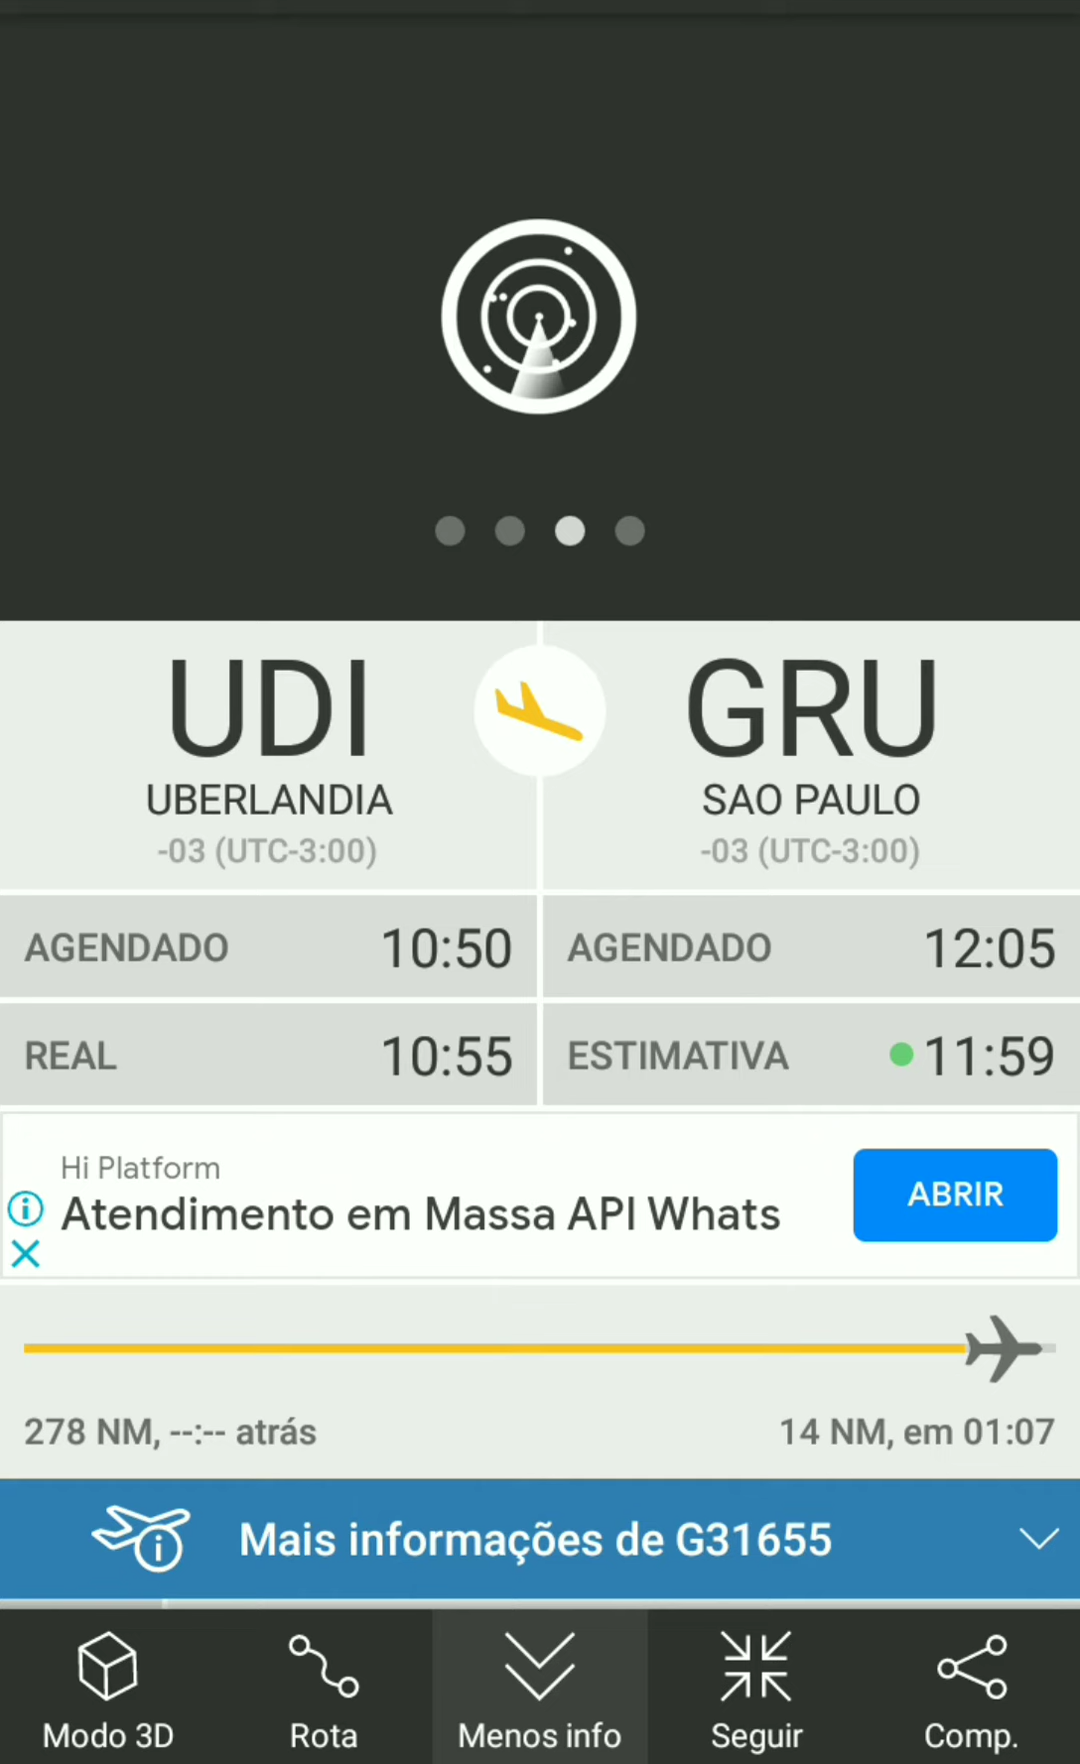 UDI
UBERLANDIA
-03 (UTC-3:00)
GRU
SAO PAULO
-03 (UTC-3:00)
AGENDADO 10:50 AGENDADO 12:05
REAL 10:55 ESTIMATIVA 11:59
Hi Platform
Atendimento em Massa API Whats
ABRIR
278 NM, --:-- atrás 14 NM, em 01:07
Mais informações de G31655
Modo 3D Rota Menos info Seguir Comp.